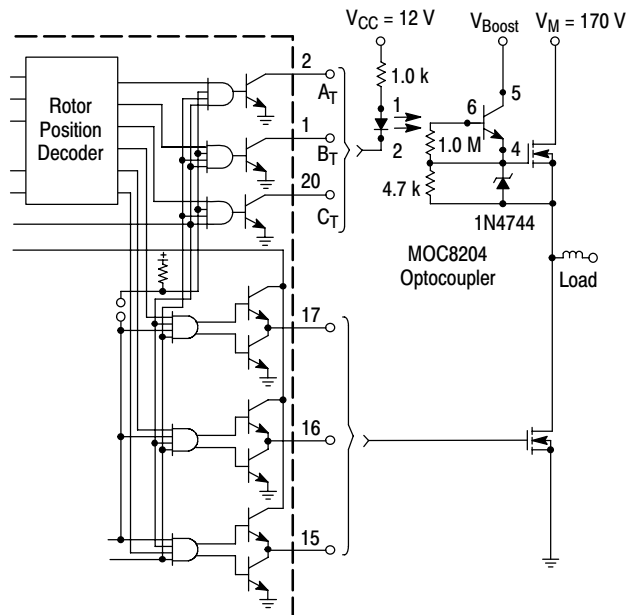 V_CC = 12 V
V_Boost
V_M = 170 V
Rotor
Position
Decoder
2
A_T
1
B_T
20
C_T
1.0 k
1
2
6
5
1.0 M
4
4.7 k
1N4744
MOC8204
Optocoupler
Load
+
17
16
15